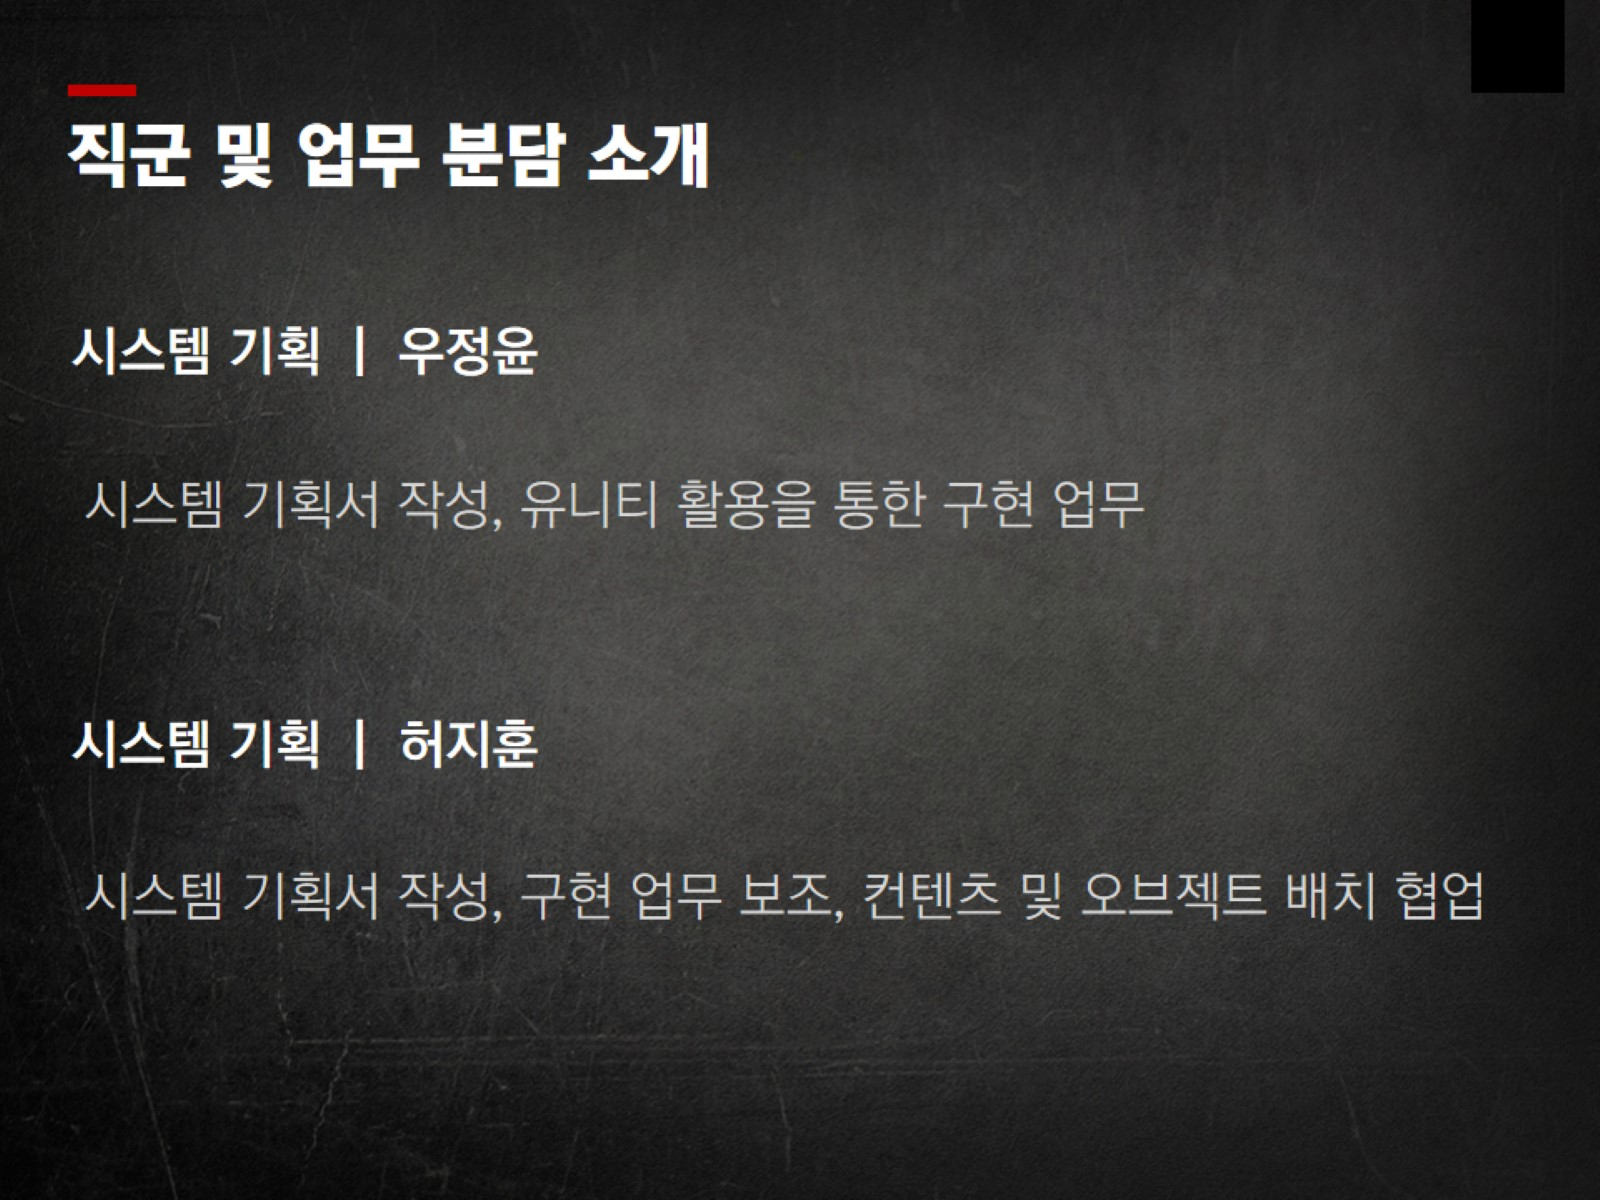 직군 및 업무 분담 소개
시스템 기획 | 우정윤
시스템 기획서 작성, 유니티 활용을 통한 구현 업무
시스템 기획 | 허지훈
시스템 기획서 작성, 구현 업무 보조, 컨텐츠 및 오브젝트 배치 협업